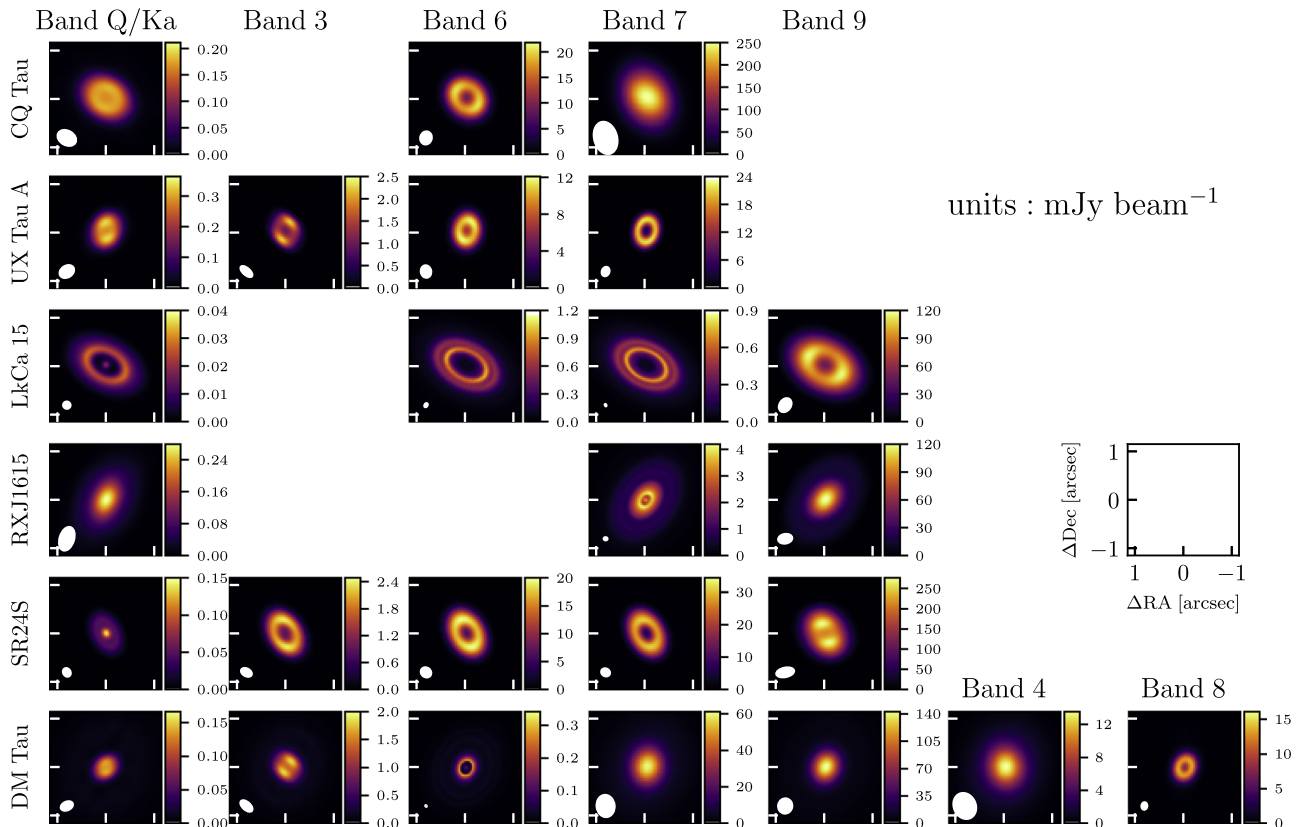 Band Q/Ka Band 3 Band 6 Band 7 Band 9
CQ Tau
0.20 0.15 0.10 0.05 0.00
20 15 10 5 0
250 200 150 100 50 0
UX Tau A
0.3 0.2 0.1 0.0
2.5 2.0 1.5 1.0 0.5 0.0
12 8 4 0
24 18 12 6 0
units : mJy beam−1
LkCa 15
0.04 0.03 0.02 0.01 0.00
1.2 0.9 0.6 0.3 0.0
0.9 0.6 0.3 0.0
120 90 60 30 0
RXJ1615
0.24 0.16 0.08 0.00
4 3 2 1 0
120 90 60 30 0
ΔDec [arcsec]
1
0
−1
1 0 −1
ΔRA [arcsec]
SR24S
0.15 0.10 0.05 0.00
2.4 1.8 1.2 0.6 0.0
20 15 10 5 0
30 20 10 0
250 200 150 100 50 0
Band 4 Band 8
DM Tau
0.15 0.10 0.05 0.00
2.0 1.5 1.0 0.5 0.0
0.3 0.2 0.1 0.0
60 40 20 0
140 105 70 35 0
12 8 4 0
15 10 5 0